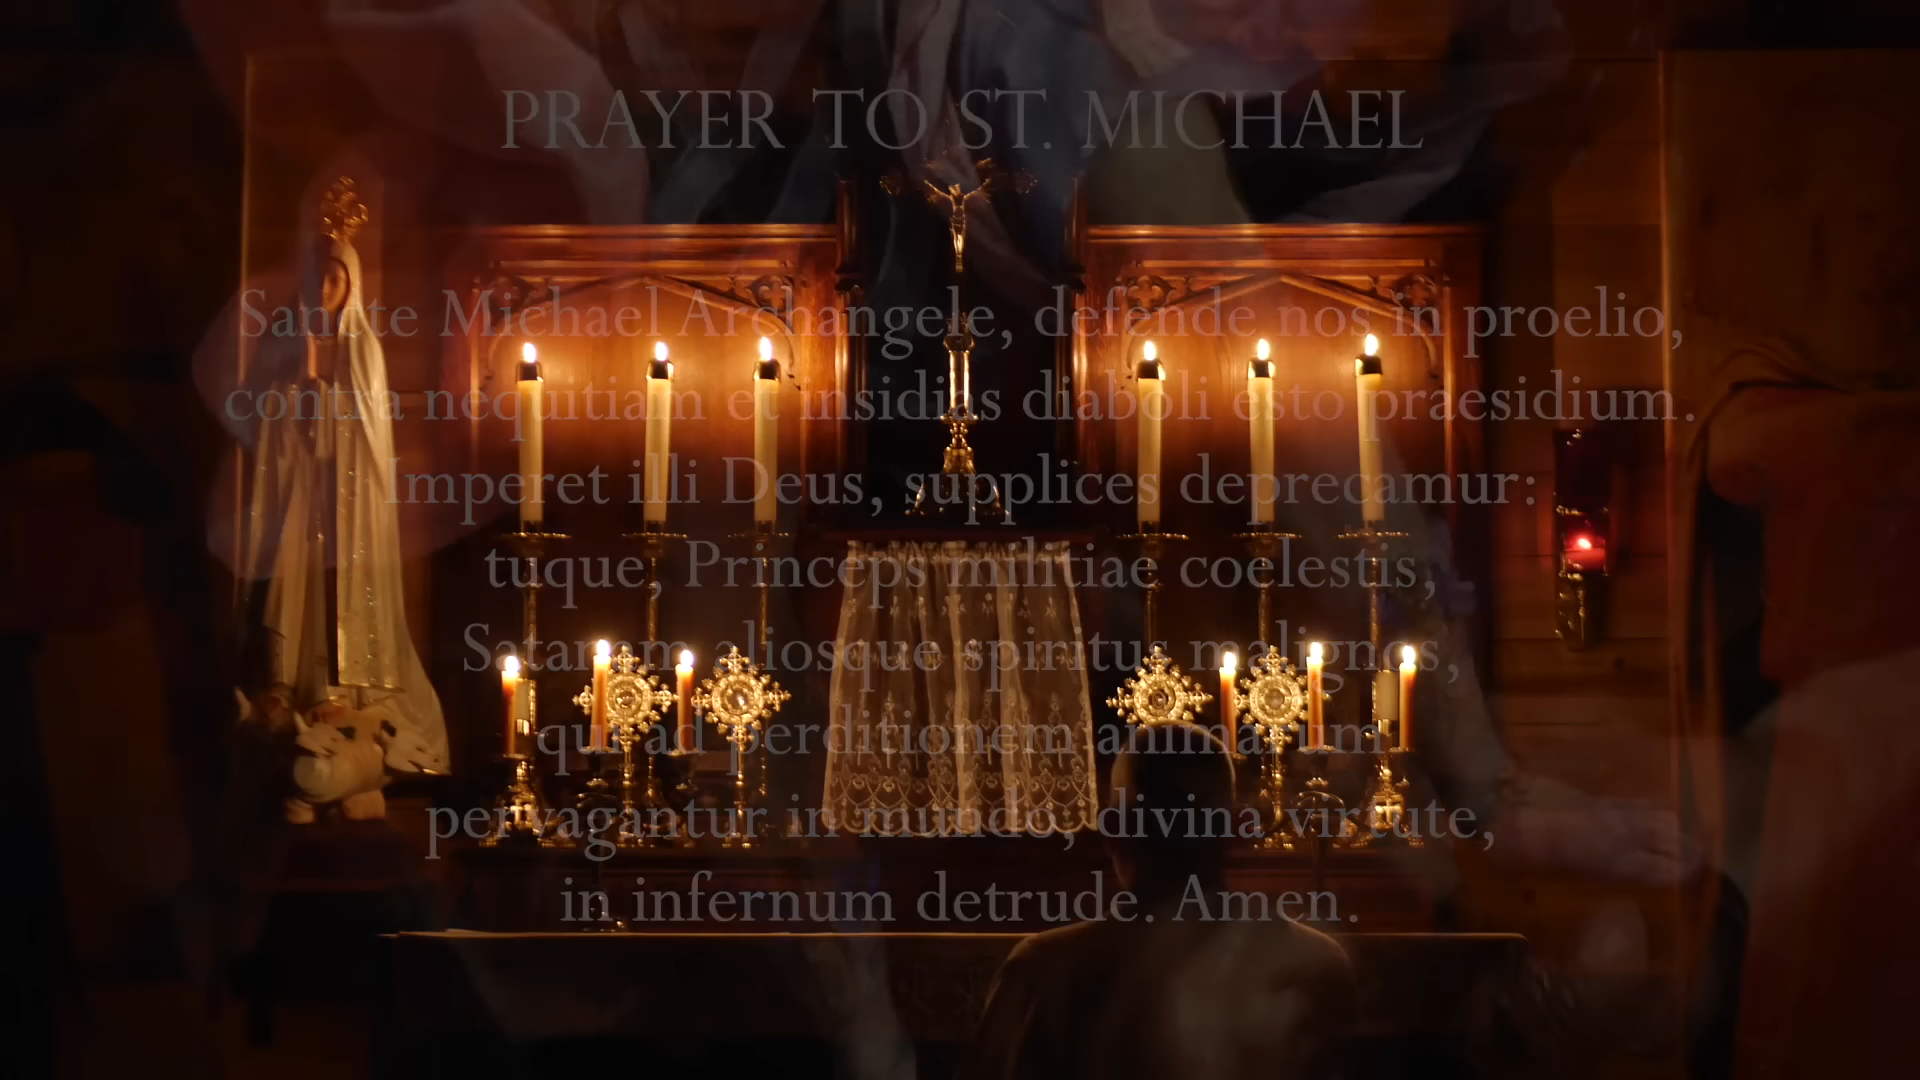 PRAYER TO ST. MICHAEL
Sancte Michael Archangele, defende nos in proelio,
contra nequitiam et insidias diaboli esto praesidium.
Imperet illi Deus, supplices deprecamur:
tuque, Princeps militiae coelestis,
Satanam aliosque spiritus malignos,
qui ad perditionem animarum
pervagantur in mundo, divina virtute,
in infernum detrude. Amen.